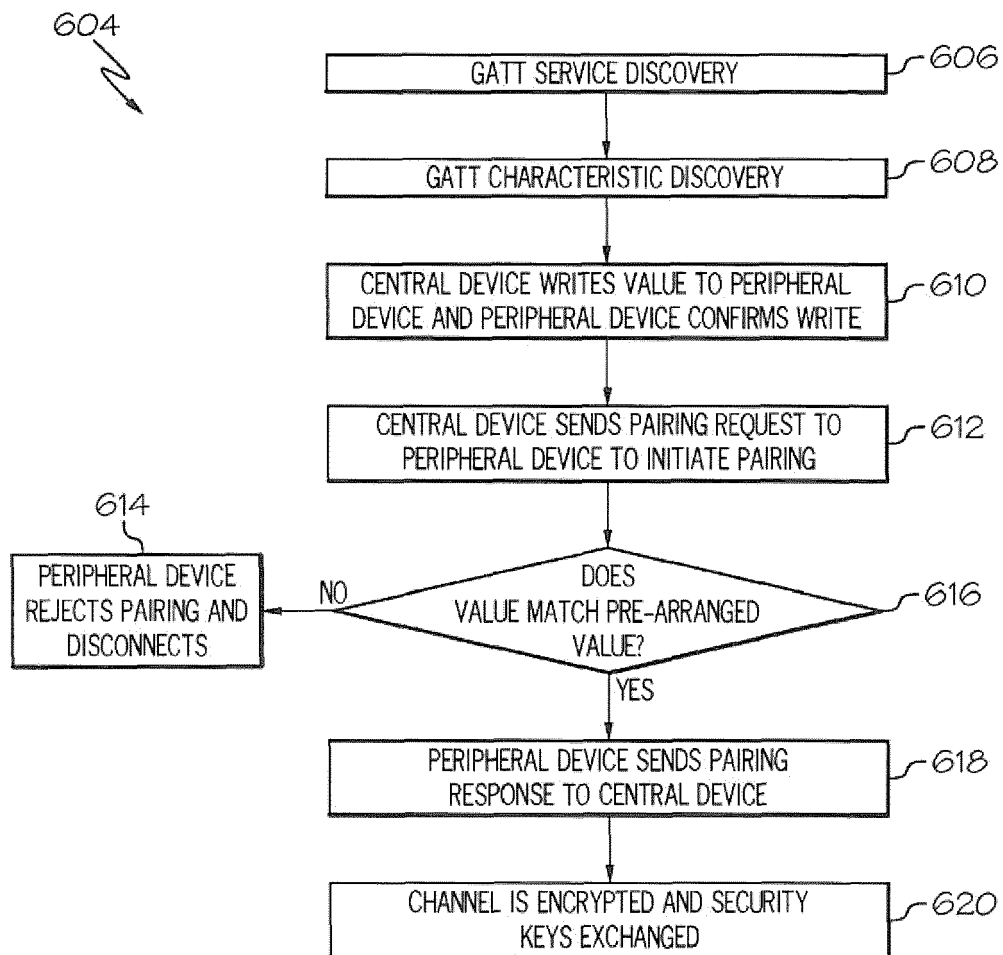 604
GATT SERVICE DISCOVERY
606
GATT CHARACTERISTIC DISCOVERY
608
CENTRAL DEVICE WRITES VALUE TO PERIPHERAL
DEVICE AND PERIPHERAL DEVICE CONFIRMS WRITE
610
CENTRAL DEVICE SENDS PAIRING REQUEST TO
PERIPHERAL DEVICE TO INITIATE PAIRING
612
614
PERIPHERAL DEVICE
REJECTS PAIRING AND
DISCONNECTS
NO
DOES
VALUE MATCH PRE-ARRANGED
VALUE?
616
YES
PERIPHERAL DEVICE SENDS PAIRING
RESPONSE TO CENTRAL DEVICE
618
CHANNEL IS ENCRYPTED AND SECURITY
KEYS EXCHANGED
620